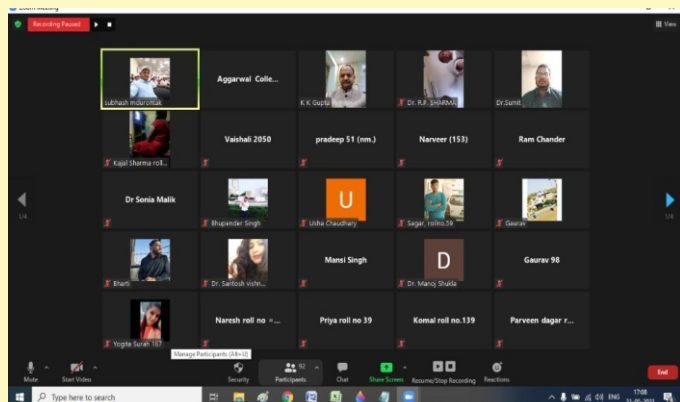 Zoom Meeting
Recording Paused
View
subhash mourontak
Aggarwal Colle...
K K Gupta
Dr. R.P. SHARMA
Dr.Sumit
Kajal Sharma roll...
Vaishali 2050
pradeep 51 (nm.)
Narveer (153)
Ram Chander
Dr Sonia Malik
Bhupender Singh
U
Usha Chaudhary
Sagar, rollno.59
Gaurav
1/4
1/4
Bharti
Dr. Santosh vishn...
Mansi Singh
D
Dr. Manoj Shukla
Gaurav 98
Yogita Surah 167
Naresh roll no =...
Priya roll no 39
Komal roll no.139
Parveen dagar r...
Manage Participants (Alt+U)
92
Mute
Start Video
Security
Participants
Chat
Share Screen
Resume/Stop Recording
Reactions
End
Type here to search
ENG
17:08